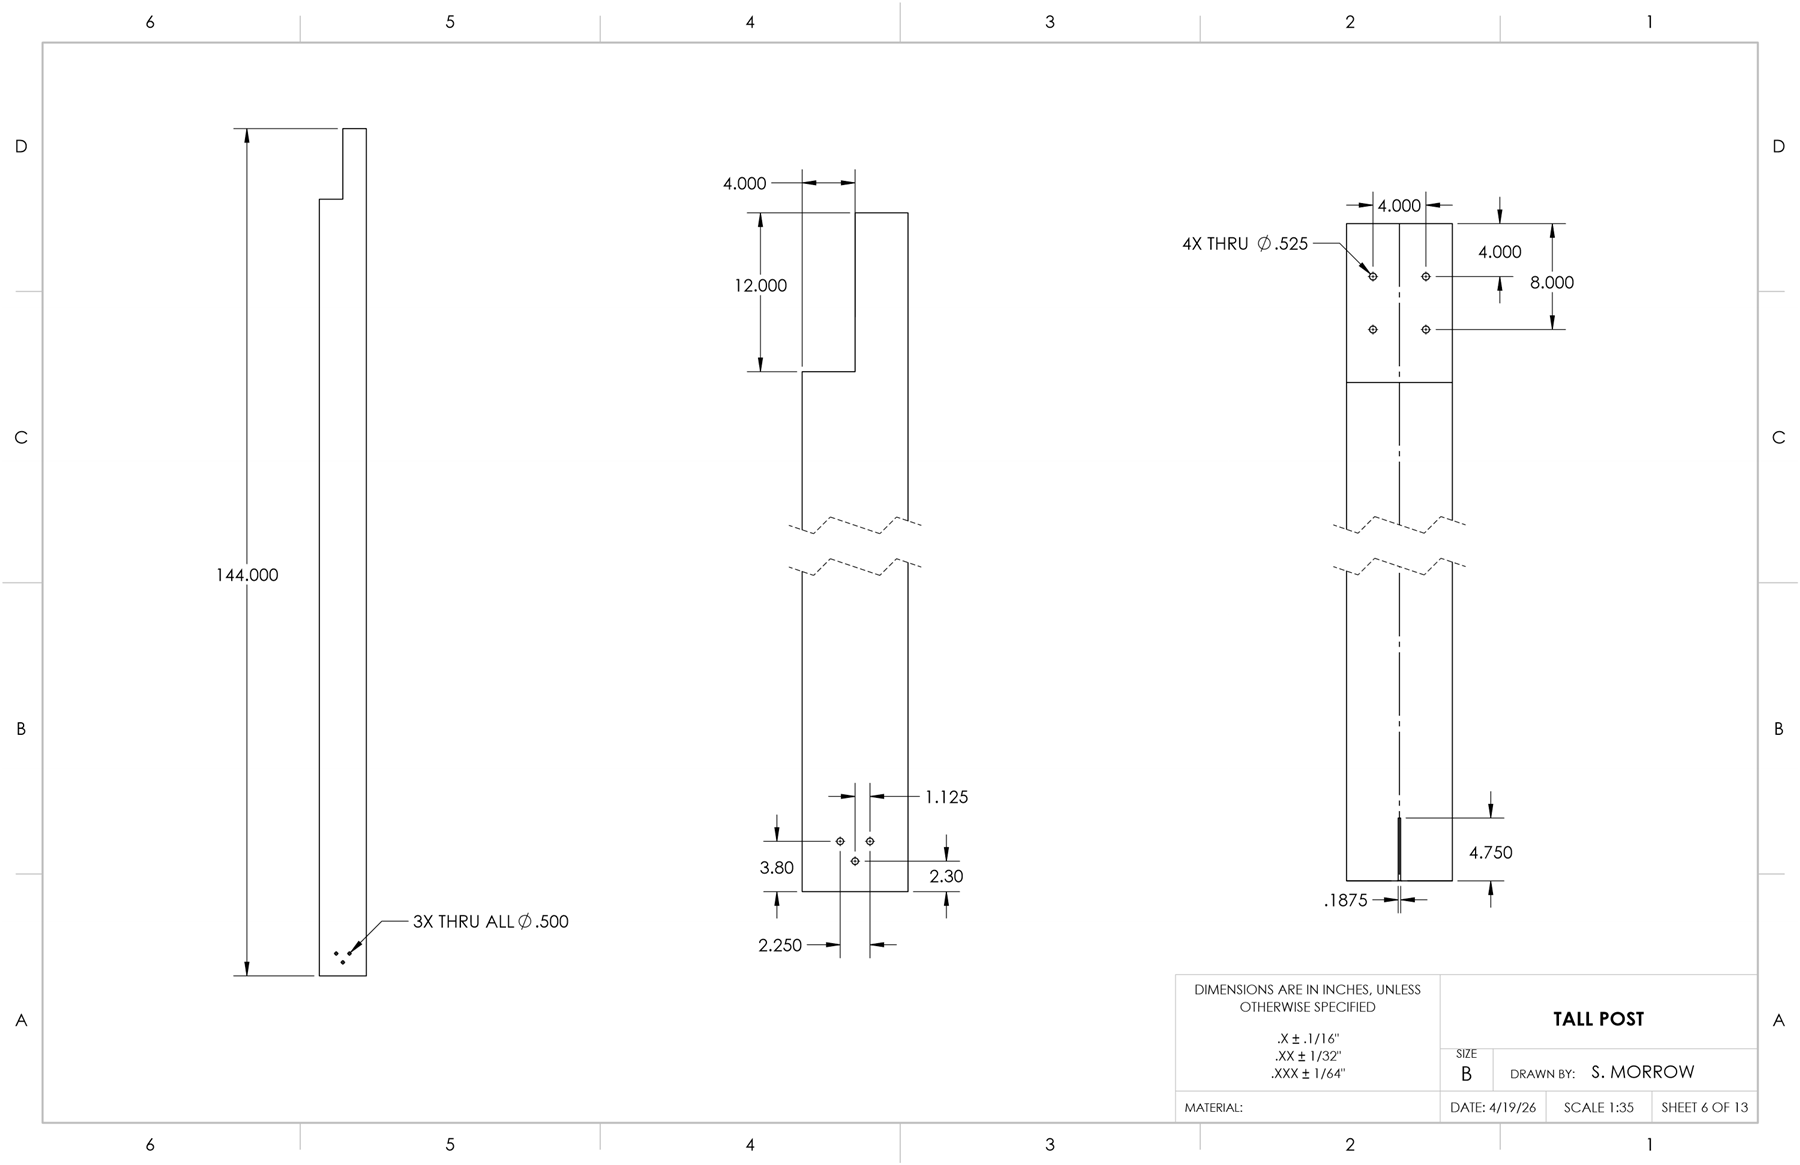 6 5 4 3 2 1
D D
4.000
4.000
4X THRU Ø.525
4.000
12.000
8.000
C C
144.000
B B
1.125
4.750
3.80
2.30
.1875
3X THRU ALL Ø.500
2.250
DIMENSIONS ARE IN INCHES, UNLESS
OTHERWISE SPECIFIED
.X ± .1/16"
.XX ± 1/32"
.XXX ± 1/64"
MATERIAL:
TALL POST
SIZE
B
DRAWN BY: S. MORROW
DATE: 4/19/26
SCALE 1:35
SHEET 6 OF 13
A A
6 5 4 3 2 1